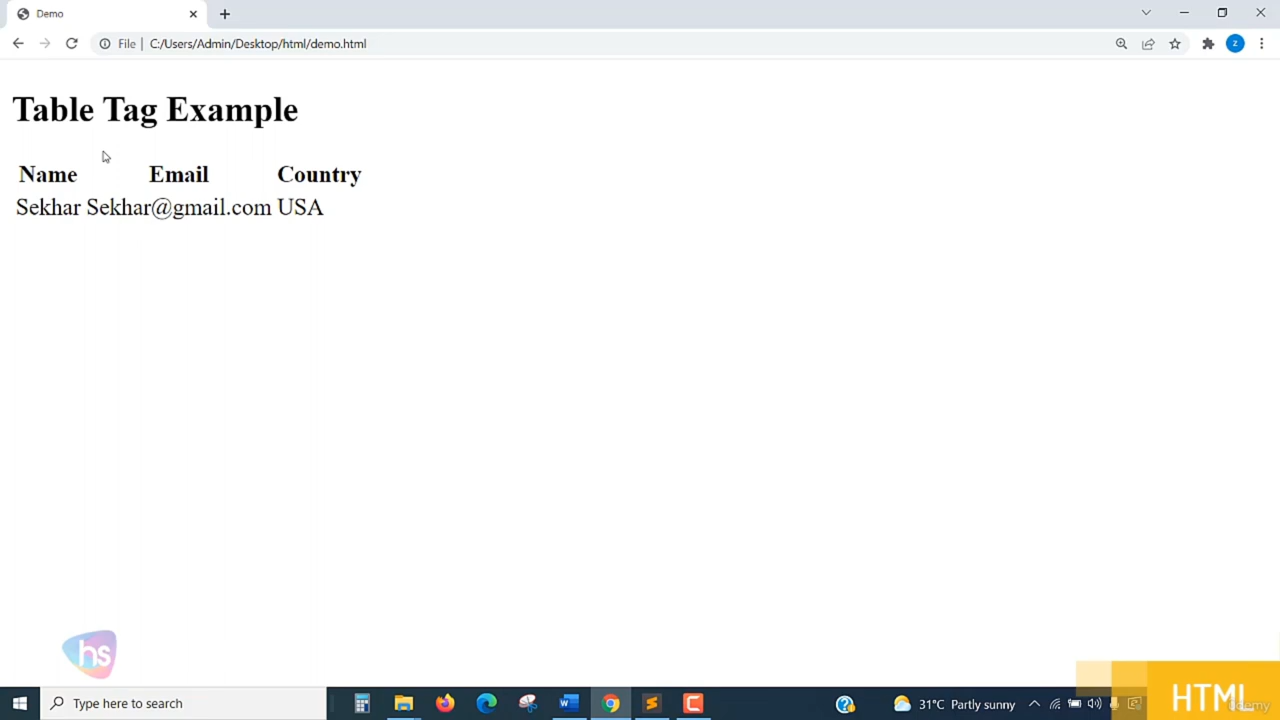 Demo
File
C:/Users/Admin/Desktop/html/demo.html
z
Table Tag Example
Name Email Country
Sekhar Sekhar@gmail.com USA
hs
Type here to search
31°C Partly sunny
HTML
udemy